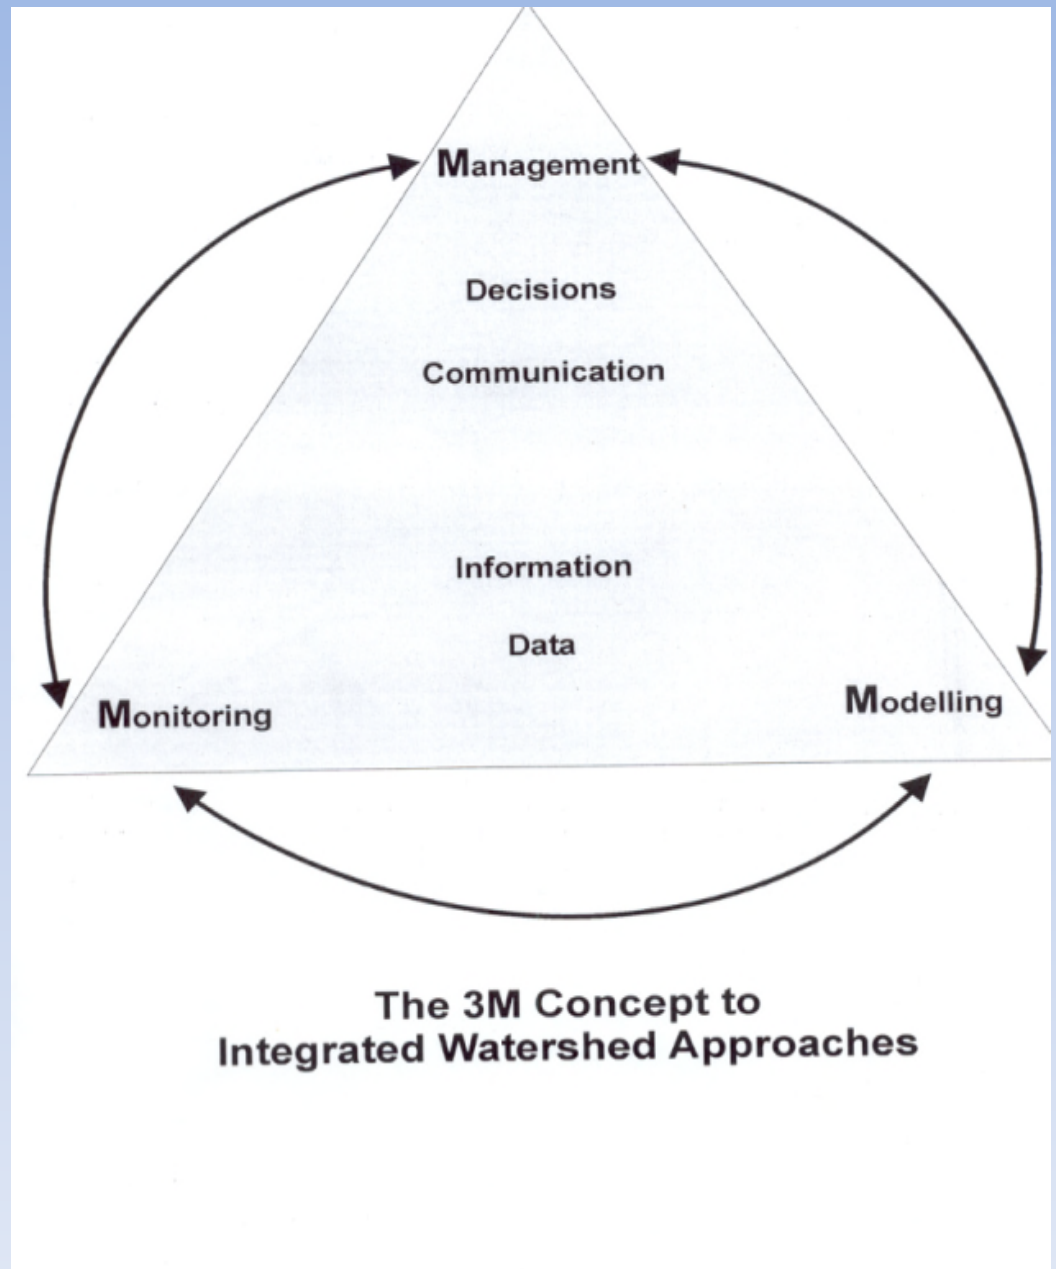 Management
Decisions
Communication
Information
Data
Monitoring
Modelling
The 3M Concept to
Integrated Watershed Approaches